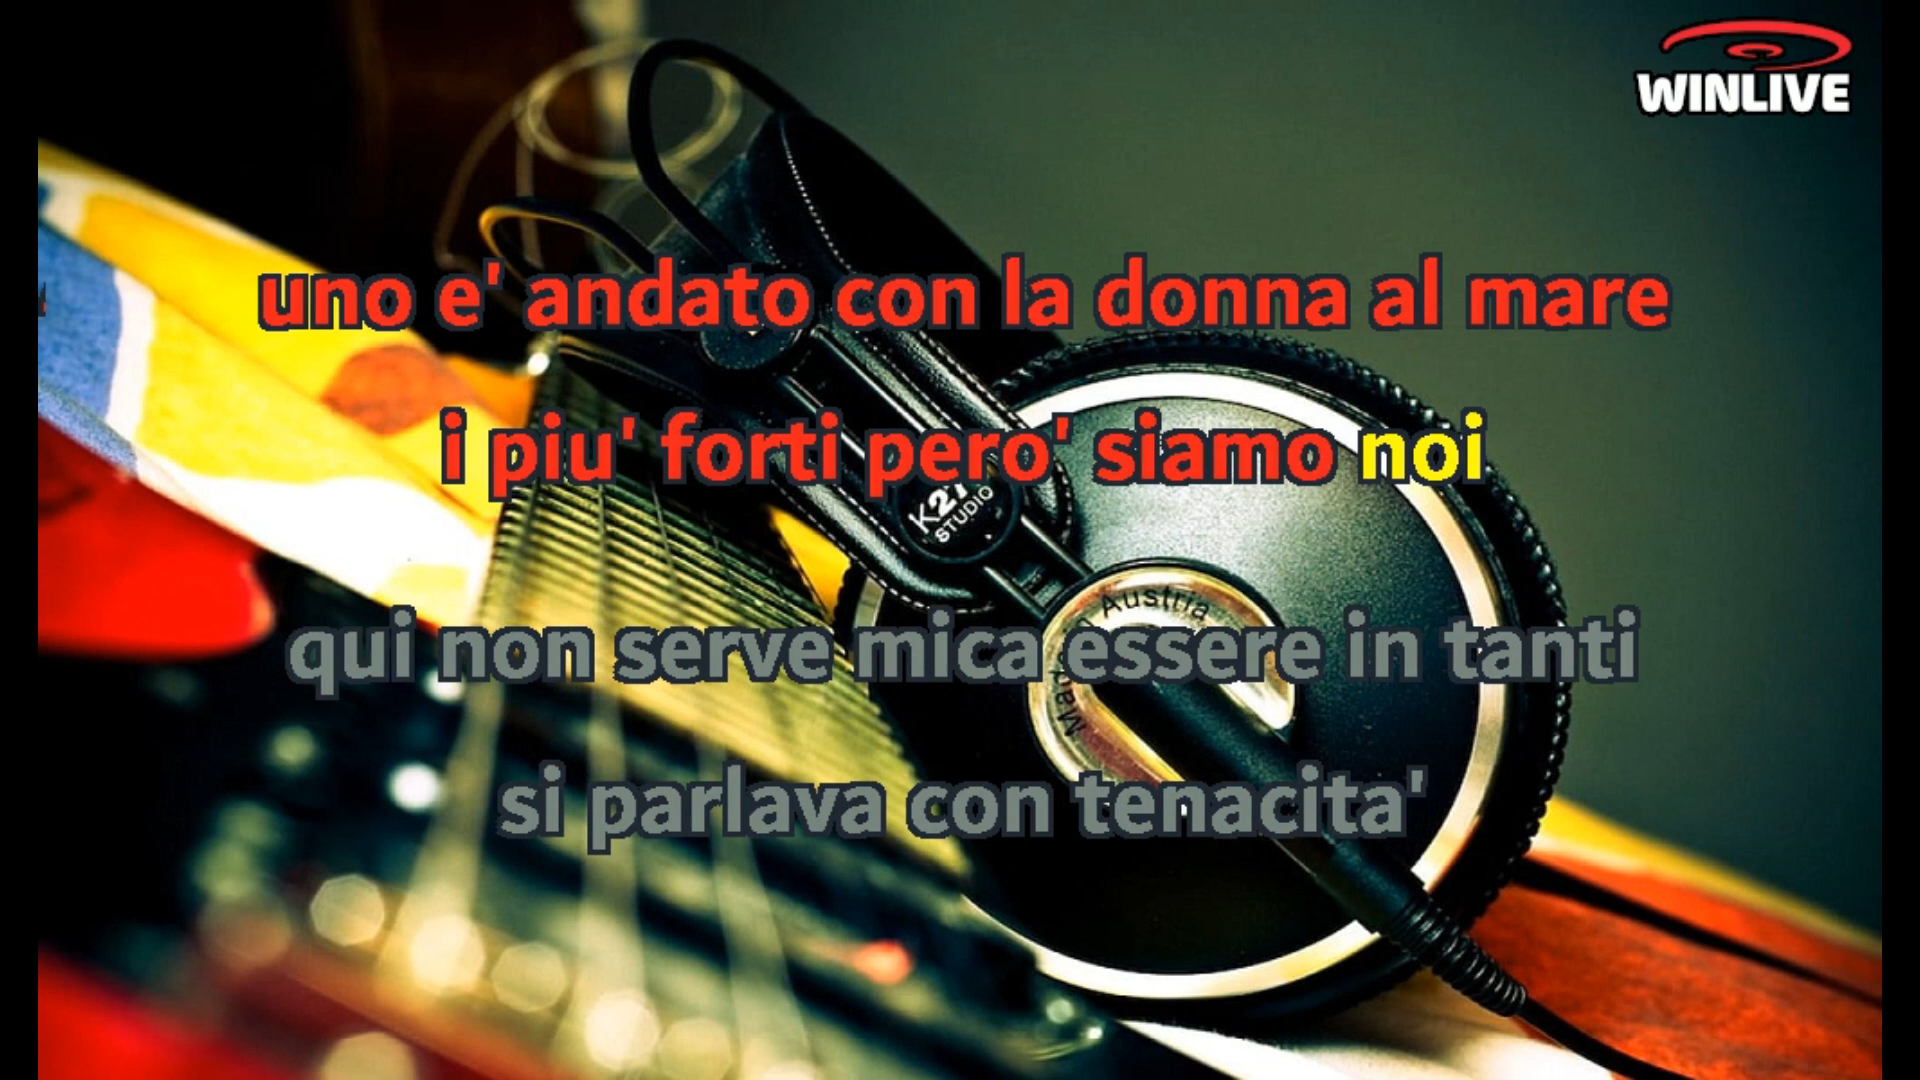 WINLIVE
uno e' andato con la donna al mare
i piu' forti pero' siamo noi
K27
STUDIO
Austria
qui non serve mica essere in tanti
si parlava con tenacita'